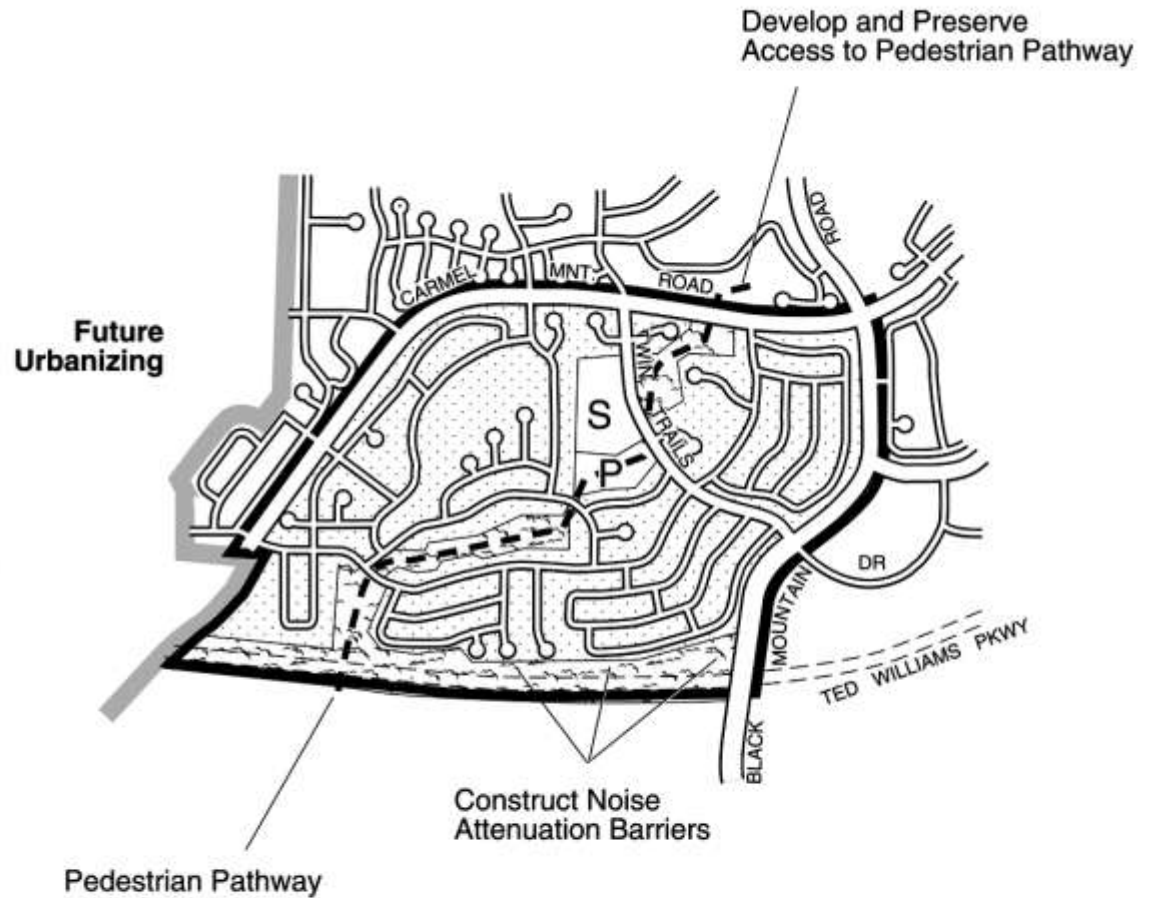 Develop and Preserve
Access to Pedestrian Pathway
ROAD
CARMEL MNT. ROAD
Future
Urbanizing
TWIN TRAILS
S
P
DR
BLACK MOUNTAIN
TED WILLIAMS PKWY
Construct Noise
Attenuation Barriers
Pedestrian Pathway